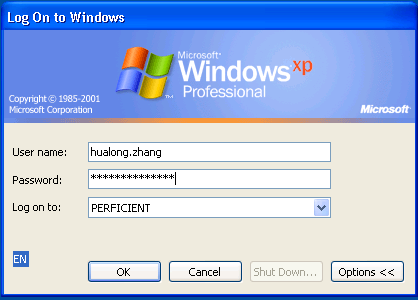 Log On to Windows
Microsoft®
Windows xp
Professional
Copyright © 1985-2001
Microsoft Corporation
Microsoft
User name: hualong.zhang
Password: **************
Log on to: PERFICIENT
EN
OK Cancel Shut Down... Options <<